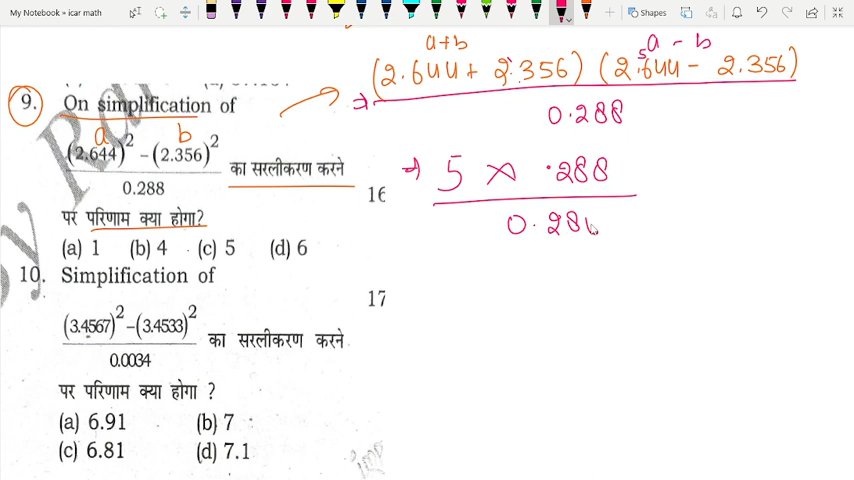 My Notebook » icar math
Shapes
9. On simplification of
a b
(2.644)² – (2.356)²
0.288
का सरलीकरण करने
पर परिणाम क्या होगा?
(a) 1 (b) 4 (c) 5 (d) 6
10. Simplification of
(3.4567)² – (3.4533)²
0.0034
का सरलीकरण करने
पर परिणाम क्या होगा ?
(a) 6.91 (b) 7
(c) 6.81 (d) 7.1
16
17
imp
a+b a - b
(2.644 + 2.356) (2.644 - 2.356)
⇒
0.288
⇒ 5 × .288
0.28